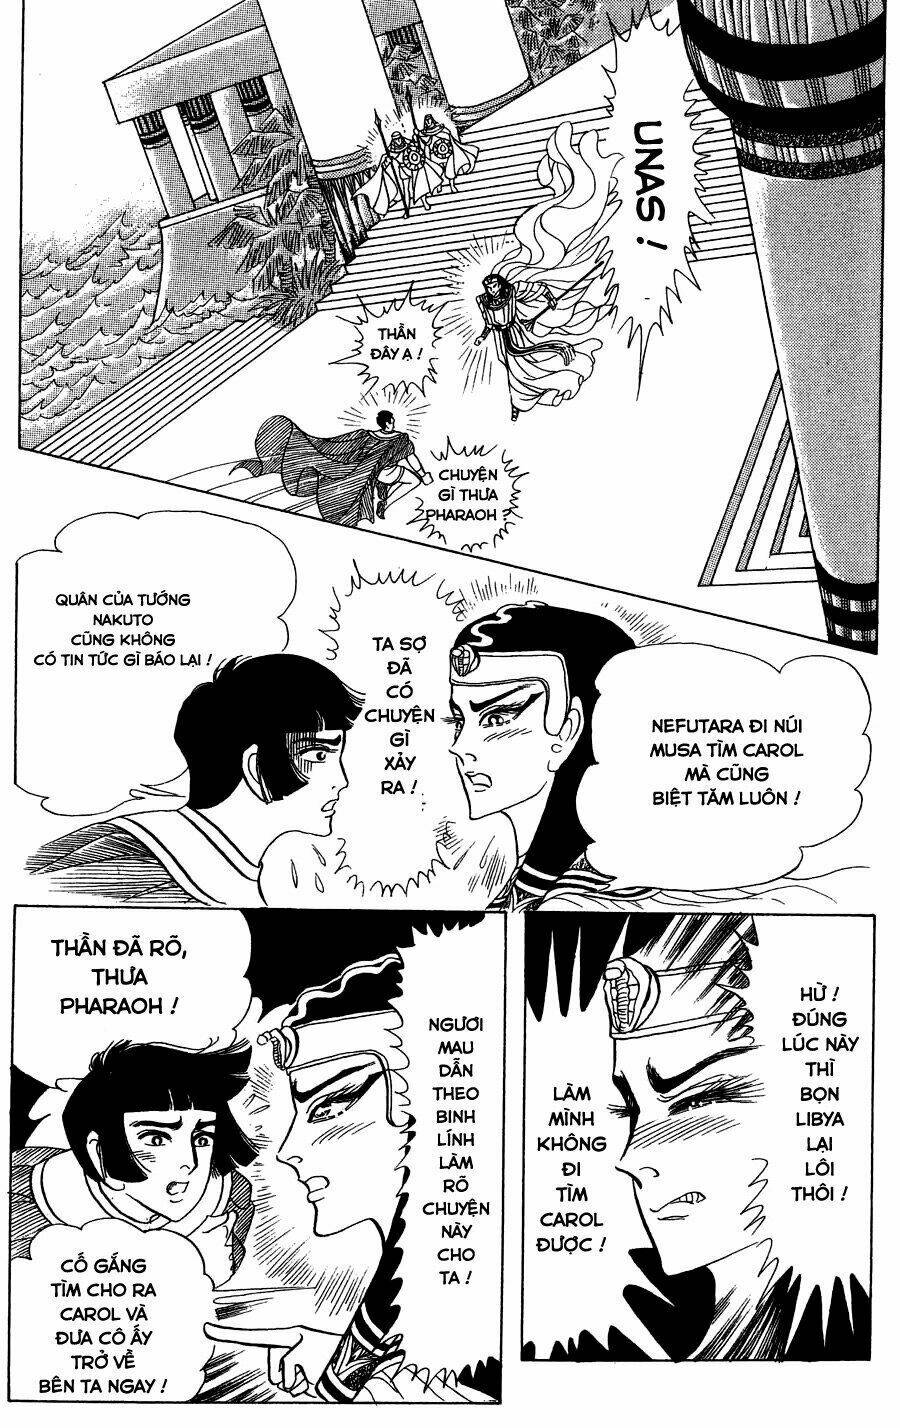 UNAS !
THẦN
ĐÂY Ạ !
CHUYỆN
GÌ THƯA
PHARAOH ?
QUÂN CỦA TƯỚNG
NAKUTO
CŨNG KHÔNG
CÓ TIN TỨC GÌ BÁO LẠI !
TA SỢ
ĐÃ
CÓ
CHUYỆN
GÌ
XẢY
RA !
NEFUTARA ĐI NÚI
MUSA TÌM CAROL
MÀ CŨNG
BIỆT TĂM LUÔN !
THẦN ĐÃ RÕ,
THƯA
PHARAOH !
NGƯƠI
MAU
DẪN
THEO
BINH
LÍNH
LÀM
RÕ
CHUYỆN
NÀY
CHO
TA !
CỐ GẮNG
TÌM CHO RA
CAROL VÀ
ĐƯA CÔ ẤY
TRỞ VỀ
BÊN TA NGAY !
HỪ !
ĐÚNG
LÚC NÀY
THÌ
BỌN
LIBYA
LẠI
LÔI
THÔI !
LÀM
MÌNH
KHÔNG
ĐI
TÌM
CAROL
ĐƯỢC !